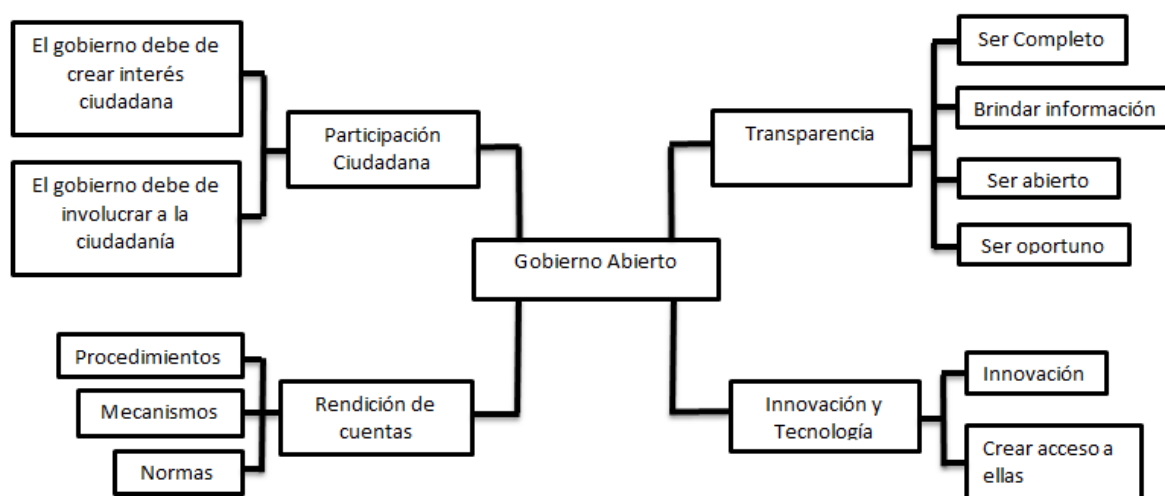 El gobierno debe de
crear interés
ciudadana
El gobierno debe de
involucrar a la
ciudadanía
Participación
Ciudadana
Transparencia
Ser Completo
Brindar información
Ser abierto
Ser oportuno
Gobierno Abierto
Procedimientos
Mecanismos
Normas
Rendición de
cuentas
Innovación y
Tecnología
Innovación
Crear acceso a
ellas